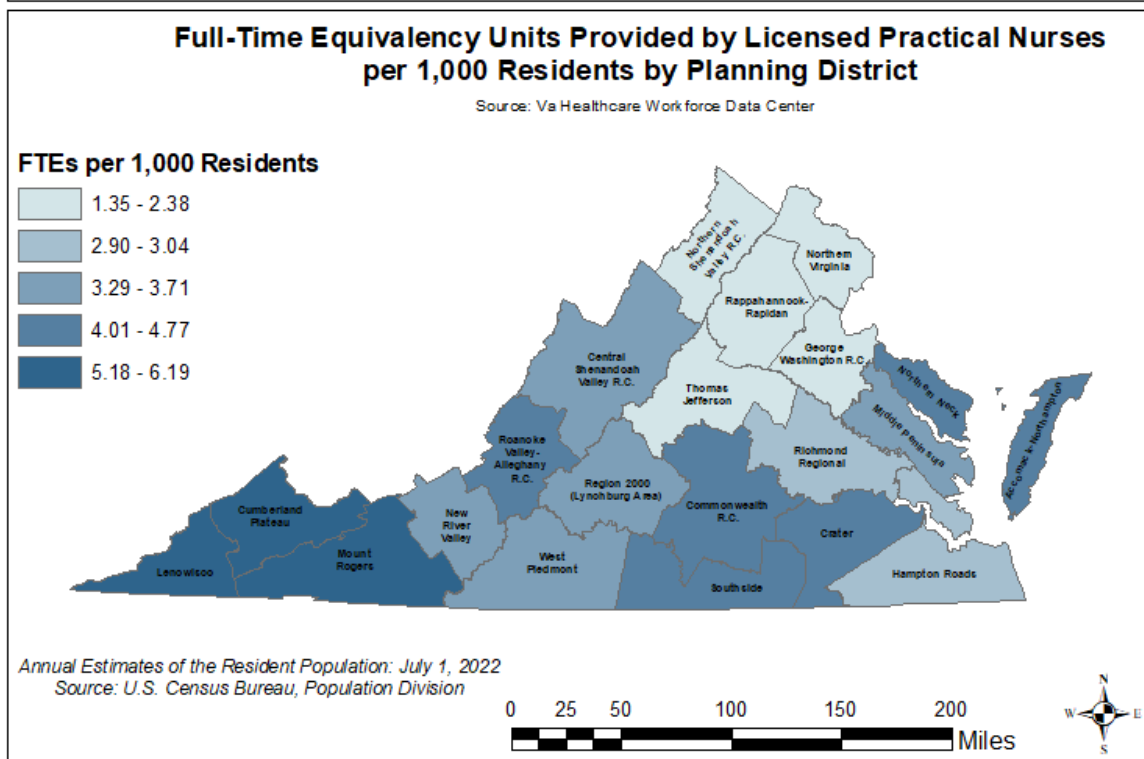 Full-Time Equivalency Units Provided by Licensed Practical Nurses
per 1,000 Residents by Planning District
Source: Va Healthcare Workforce Data Center
FTEs per 1,000 Residents
1.35 - 2.38
2.90 - 3.04
3.29 - 3.71
4.01 - 4.77
5.18 - 6.19
Northern
Shenandoah
Valley R.C.
Northern
Virginia
Rappahannock-
Rapidan
George
Washington R.C.
Central
Shenandoah
Valley R.C.
Thomas
Jefferson
Northern Neck
Middle Peninsula
Accomack-Northampton
Roanoke
Valley-
Alleghany
R.C.
Richmond
Regional
Region 2000
(Lynchburg Area)
Commonwealth
R.C.
Cumberland
Plateau
New
River
Valley
Crater
Mount
Rogers
West
Piedmont
Lenowisco
Southside
Hampton Roads
Annual Estimates of the Resident Population: July 1, 2022
Source: U.S. Census Bureau, Population Division
0 25 50 100 150 200
Miles
N
W E
S